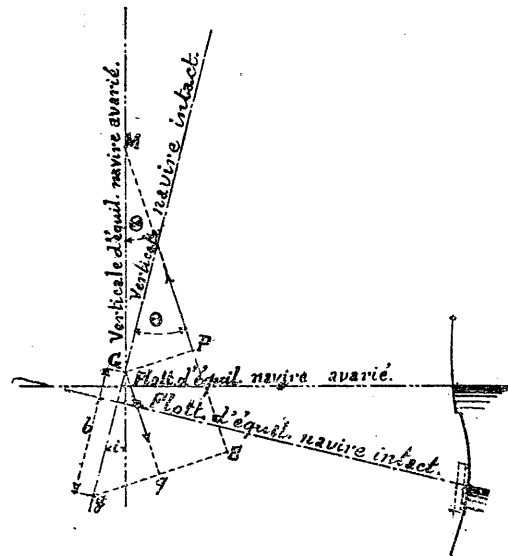 Verticale d'équil. navire avarié.
Verticale navire intact.
Flott. d'équil. navire avarié.
Flott. d'équil. navire intact.
F
b
i
q